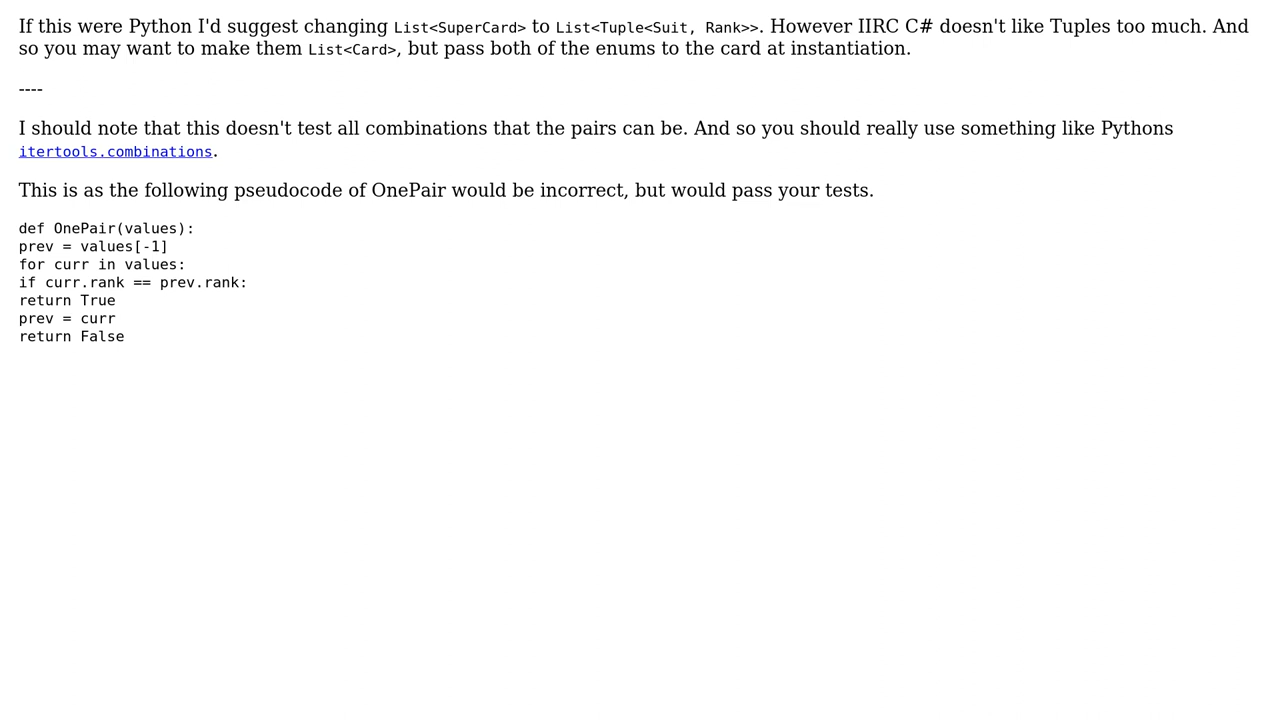 If this were Python I'd suggest changing List<SuperCard> to List<Tuple<Suit, Rank>>. However IIRC C# doesn't like Tuples too much. And
so you may want to make them List<Card>, but pass both of the enums to the card at instantiation.
----
I should note that this doesn't test all combinations that the pairs can be. And so you should really use something like Pythons
itertools.combinations.
This is as the following pseudocode of OnePair would be incorrect, but would pass your tests.
def OnePair(values):
prev = values[-1]
for curr in values:
if curr.rank == prev.rank:
return True
prev = curr
return False